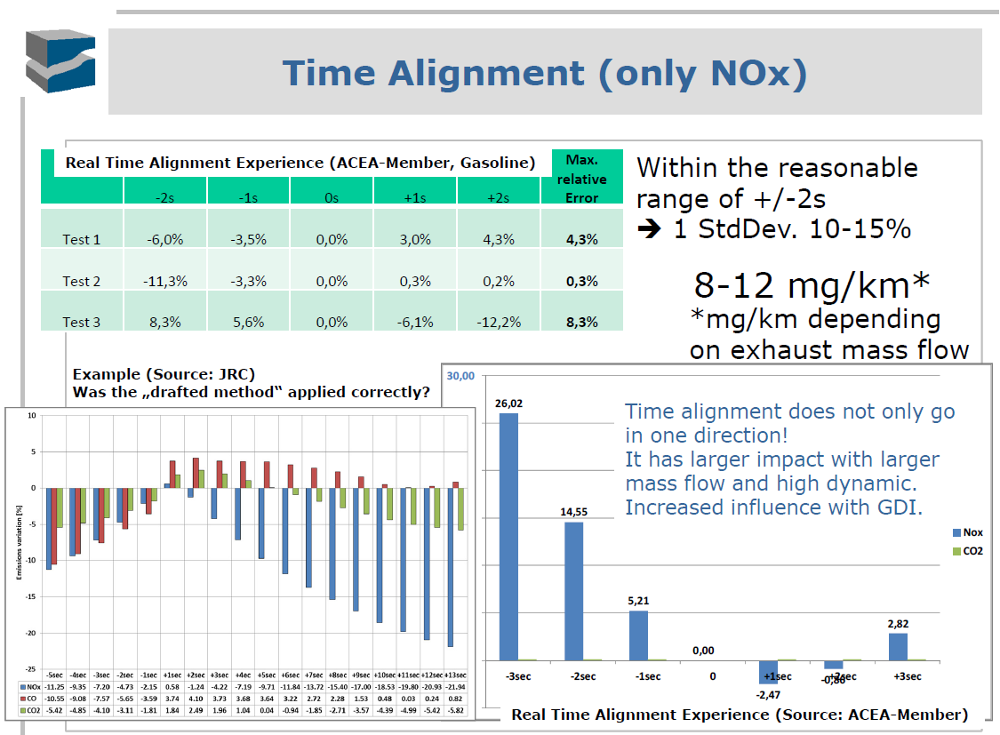 Time Alignment (only NOx)
Real Time Alignment Experience (ACEA-Member, Gasoline)
Max. relative Error
-2s -1s 0s +1s +2s
Test 1 -6,0% -3,5% 0,0% 3,0% 4,3% 4,3%
Test 2 -11,3% -3,3% 0,0% 0,3% 0,2% 0,3%
Test 3 8,3% 5,6% 0,0% -6,1% -12,2% 8,3%
Within the reasonable
range of +/-2s
➔ 1 StdDev. 10-15%
8-12 mg/km*
*mg/km depending
on exhaust mass flow
Example (Source: JRC)
Was the „drafted method“ applied correctly?
Emissions variation [%]
10
5
0
-5
-10
-15
-20
-25
-5sec -4sec -3sec -2sec -1sec +1sec +2sec +3sec +4ec +5sec +6sec +7sec +8sec +9sec +10sec +11sec +12sec +13sec
NOx -11.25 -9.35 -7.20 -4.73 -2.15 0.58 -1.24 -4.22 -7.19 -9.71 -11.84 -13.72 -15.40 -17.00 -18.53 -19.80 -20.93 -21.94
CO -10.55 -9.08 -7.57 -5.65 -3.59 3.74 4.10 3.73 3.68 3.64 3.22 2.72 2.28 1.53 0.48 0.03 0.24 0.82
CO2 -5.42 -4.85 -4.10 -3.11 -1.81 1.84 2.49 1.96 1.04 0.04 -0.94 -1.85 -2.71 -3.57 -4.39 -4.99 -5.42 -5.82
30,00
26,02
14,55
5,21
0,00
-2,47
-0,86
2,82
Time alignment does not only go
in one direction!
It has larger impact with larger
mass flow and high dynamic.
Increased influence with GDI.
Nox
CO2
-3sec -2sec -1sec 0 +1sec +2sec +3sec
Real Time Alignment Experience (Source: ACEA-Member)